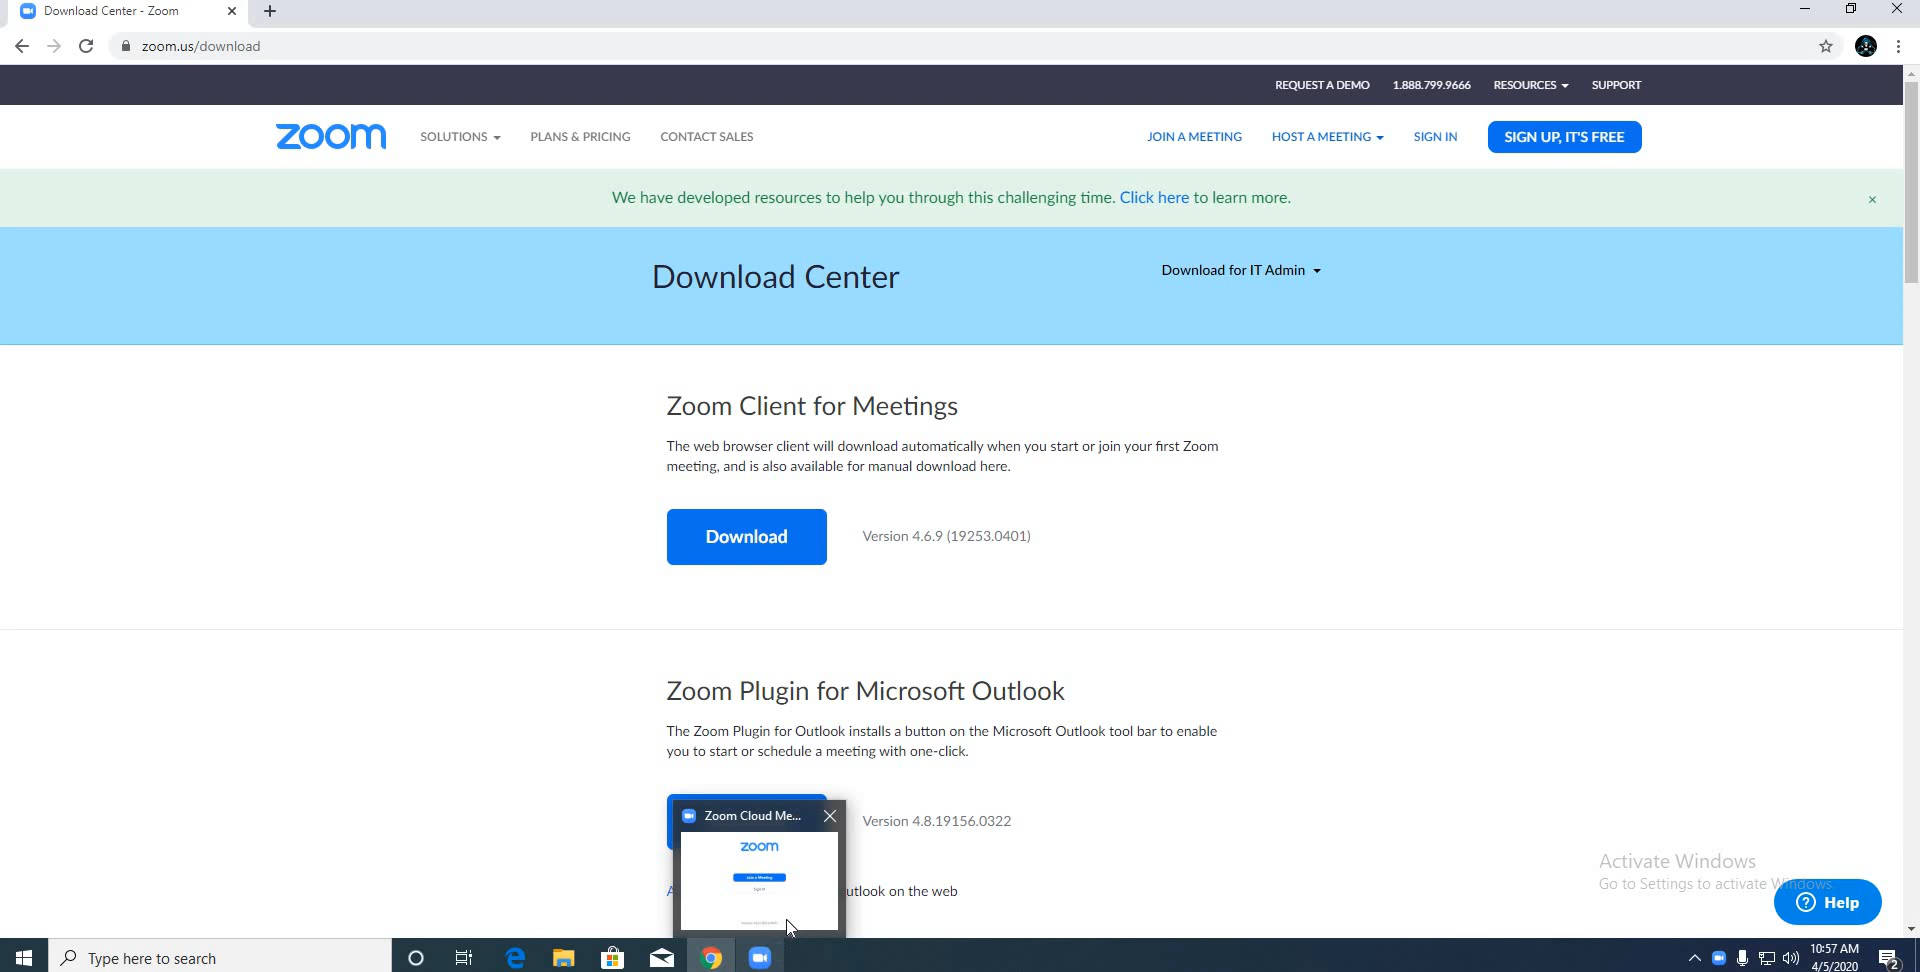 Download Center - Zoom
zoom.us/download
REQUEST A DEMO 1.888.799.9666 RESOURCES SUPPORT
zoom SOLUTIONS PLANS & PRICING CONTACT SALES JOIN A MEETING HOST A MEETING SIGN IN SIGN UP, IT'S FREE
We have developed resources to help you through this challenging time. Click here to learn more.
Download Center
Download for IT Admin
Zoom Client for Meetings
The web browser client will download automatically when you start or join your first Zoom
meeting, and is also available for manual download here.
Download Version 4.6.9 (19253.0401)
Zoom Plugin for Microsoft Outlook
The Zoom Plugin for Outlook installs a button on the Microsoft Outlook tool bar to enable
you to start or schedule a meeting with one-click.
Zoom Cloud Me...
Version 4.8.19156.0322
zoom
Join a Meeting
Sign In
utlook on the web
Activate Windows
Go to Settings to activate Windows.
Help
Type here to search
10:57 AM
4/5/2020
2